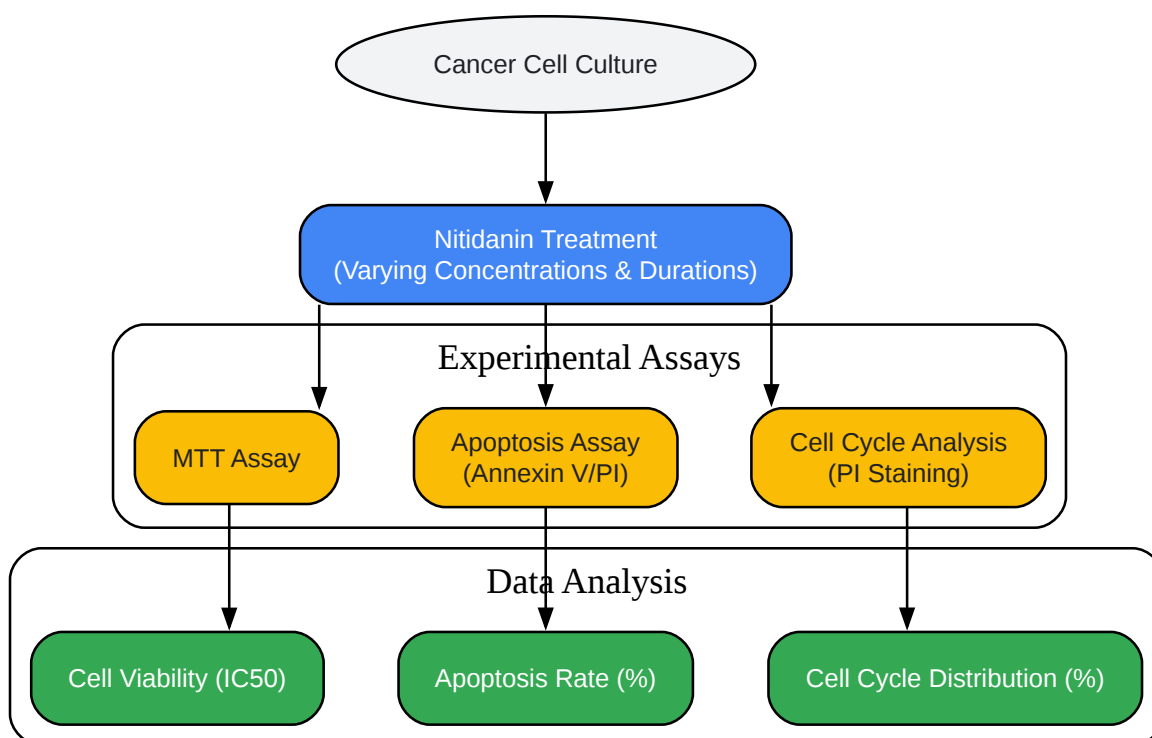 Cancer Cell Culture
Nitidanin Treatment
(Varying Concentrations & Durations)
Experimental Assays
MTT Assay
Apoptosis Assay
(Annexin V/PI)
Cell Cycle Analysis
(PI Staining)
Data Analysis
Cell Viability (IC50)
Apoptosis Rate (%)
Cell Cycle Distribution (%)